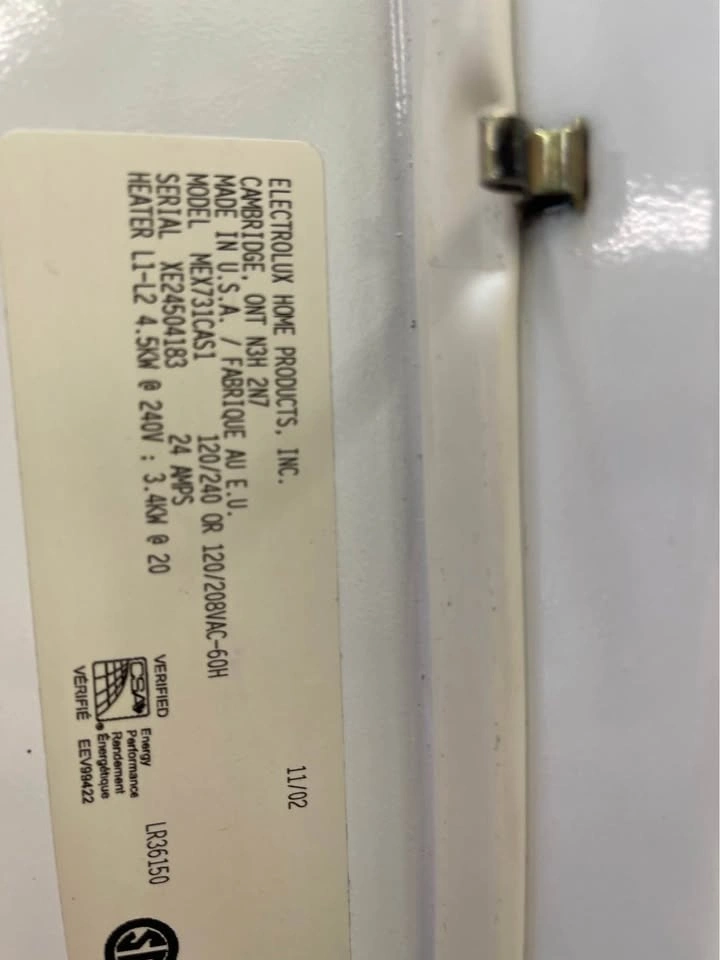 ELECTROLUX HOME PRODUCTS, INC.
CAMBRIDGE, ONT N3H 2N7
MADE IN U.S.A. / FABRIQUE AU E.U.
MODEL MEX731CAS1 120/240 OR 120/208VAC-60H
SERIAL XE24504183 24 AMPS
HEATER L1-L2 4.5KW @ 240V ; 3.4KW @ 20
11/02
VERIFIED
CSA
VÉRIFIÉ
Energy
Performance
Rendement
Énergétique
EEV99422
LR36150